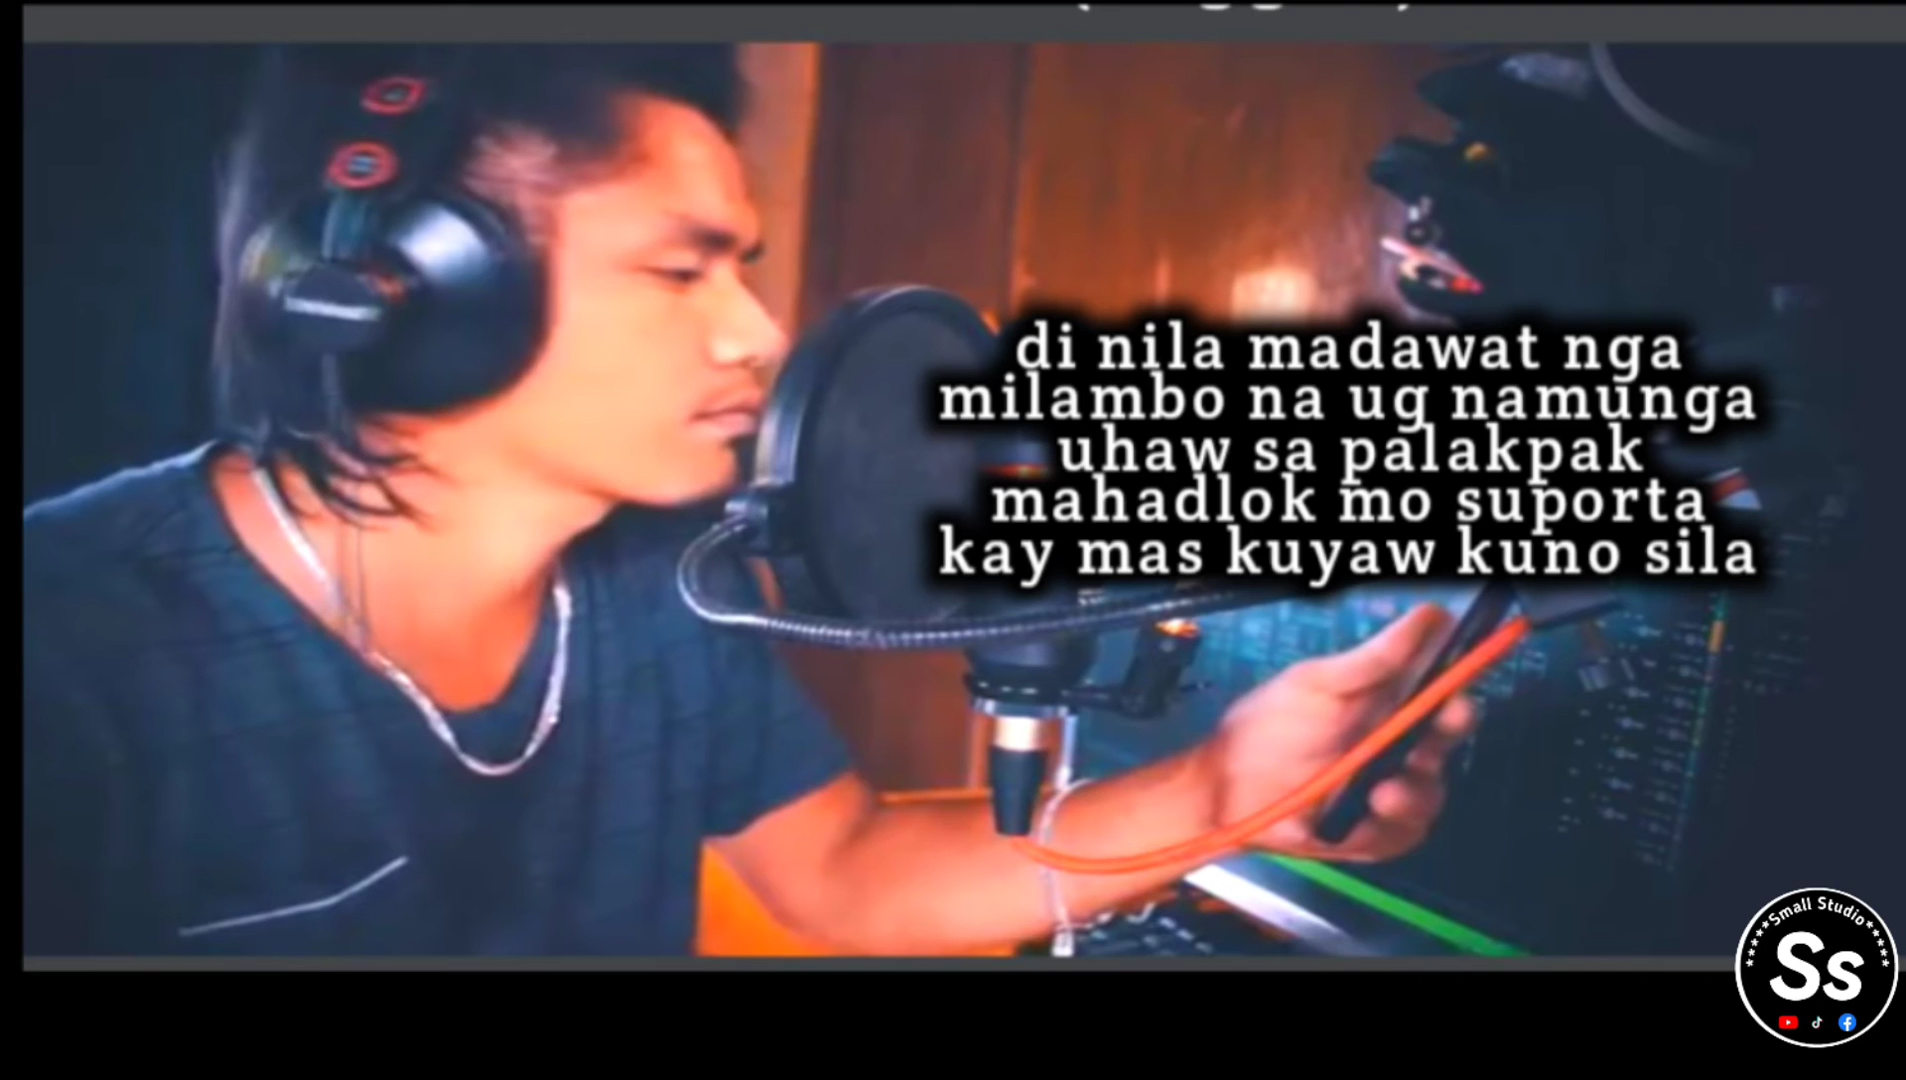 di nila madawat nga
milambo na ug namunga
uhaw sa palakpak
mahadlok mo suporta
kay mas kuyaw kuno sila
Small Studio
Ss